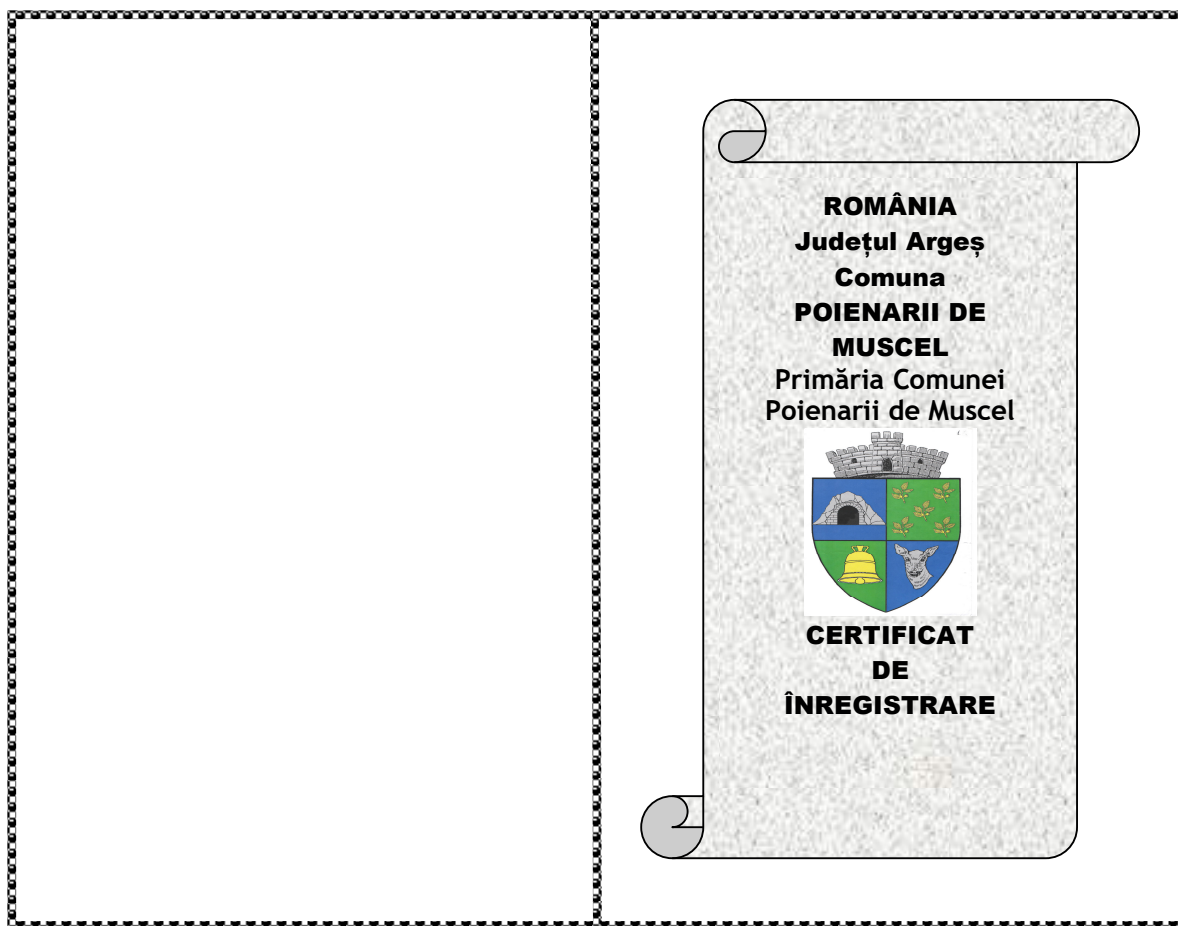 ROMÂNIA
Județul Argeș
Comuna
POIENARII DE
MUSCEL
Primăria Comunei
Poienarii de Muscel
CERTIFICAT
DE
ÎNREGISTRARE